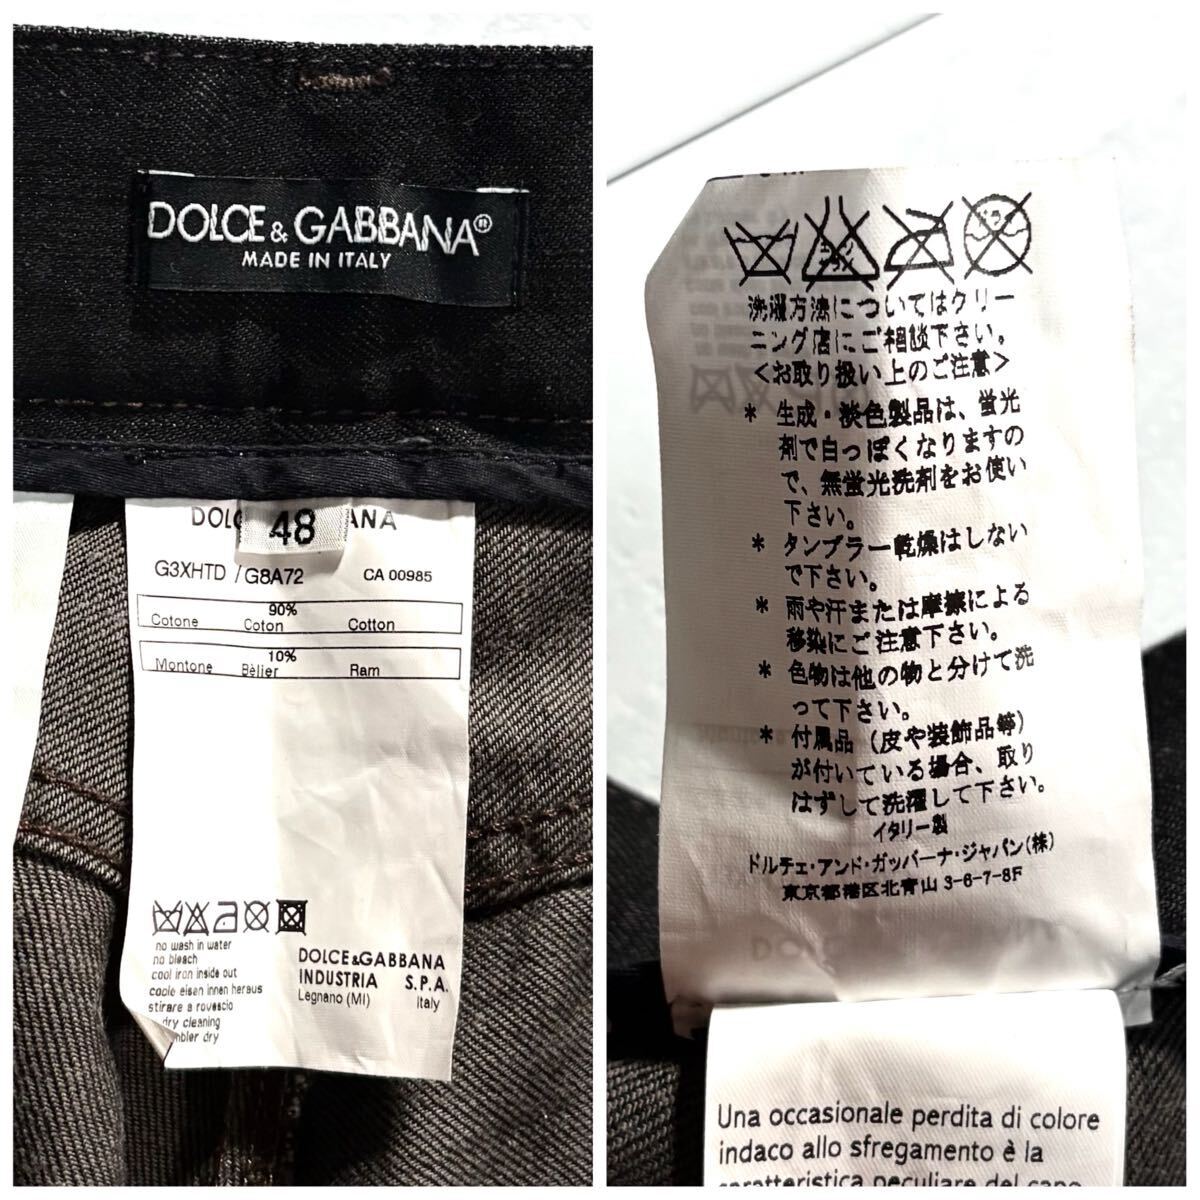 DOLCE & GABBANA®
MADE IN ITALY
48
G3XHTD / G8A72 CA 00985
90%
Cotone Coton Cotton
10%
Montone Bèlier Ram
no wash in water
no bleach
cool iron inside out
coole eisen innen heraus
stirare a rovescio
dry cleaning
DOLCE&GABBANA
INDUSTRIA S.P.A.
Legnano (MI) Italy
洗濯方法についてはクリー
ニング店にご相談下さい。
<お取り扱い上のご注意>
* 生成・淡色製品は、蛍光
剤で白っぽくなりますの
で、無蛍光洗剤をお使い
下さい。
* タンブラー乾燥はしない
で下さい。
* 雨や汗または摩擦による
移染にご注意下さい。
* 色物は他の物と分けて洗
って下さい。
* 付属品（皮や装飾品等）
が付いている場合、取り
はずして洗濯して下さい。
イタリー製
ドルチェ・アンド・ガッバーナ・ジャパン(株)
東京都港区北青山 3-6-7-8F
Una occasionale perdita di colore
indaco allo sfregamento è la
caratteristica peculiare del capo